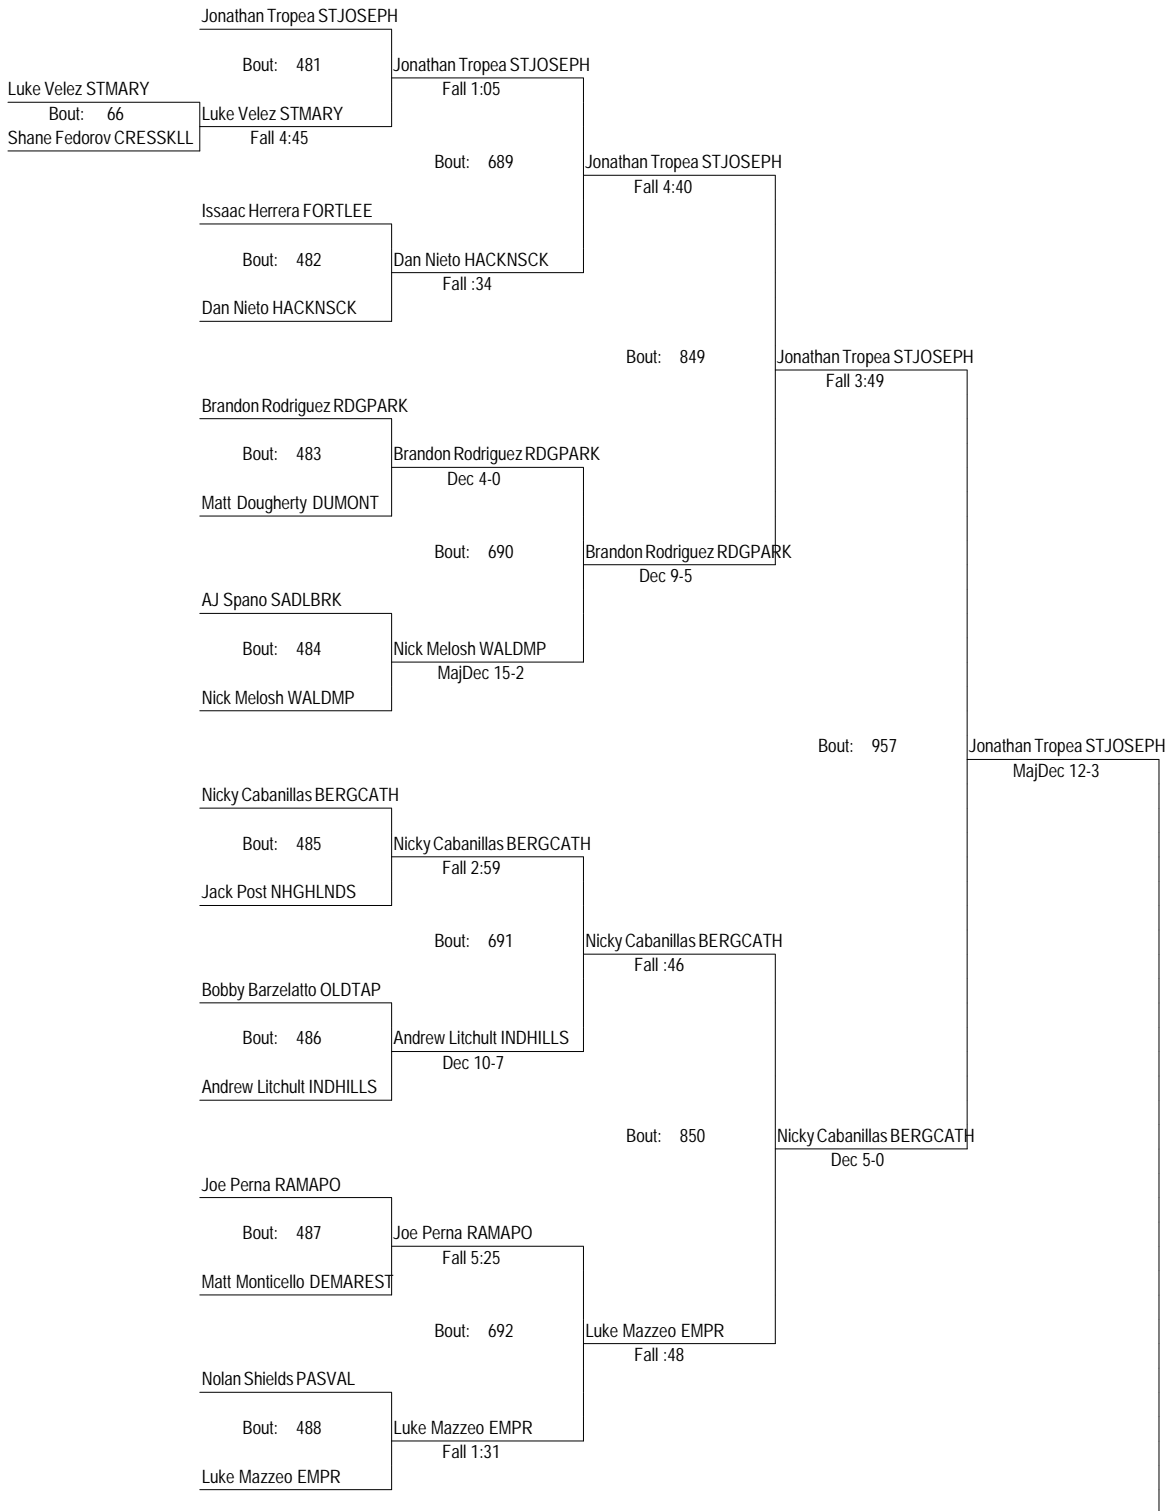 Jonathan Tropea STJOSEPH
Bout: 481
Jonathan Tropea STJOSEPH
Fall 1:05
Luke Velez STMARY
Bout: 66
Luke Velez STMARY
Shane Fedorov CRESSKLL
Fall 4:45
Bout: 689
Jonathan Tropea STJOSEPH
Fall 4:40
Issaac Herrera FORTLEE
Bout: 482
Dan Nieto HACKNSCK
Fall :34
Dan Nieto HACKNSCK
Bout: 849
Jonathan Tropea STJOSEPH
Fall 3:49
Brandon Rodriguez RDGPARK
Bout: 483
Brandon Rodriguez RDGPARK
Dec 4-0
Matt Dougherty DUMONT
Bout: 690
Brandon Rodriguez RDGPARK
Dec 9-5
AJ Spano SADLBRK
Bout: 484
Nick Melosh WALDMP
MajDec 15-2
Nick Melosh WALDMP
Bout: 957
Jonathan Tropea STJOSEPH
MajDec 12-3
Nicky Cabanillas BERGCATH
Bout: 485
Nicky Cabanillas BERGCATH
Fall 2:59
Jack Post NHGHLNDS
Bout: 691
Nicky Cabanillas BERGCATH
Fall :46
Bobby Barzelatto OLDTAP
Bout: 486
Andrew Litchult INDHILLS
Dec 10-7
Andrew Litchult INDHILLS
Bout: 850
Nicky Cabanillas BERGCATH
Dec 5-0
Joe Perna RAMAPO
Bout: 487
Joe Perna RAMAPO
Fall 5:25
Matt Monticello DEMAREST
Bout: 692
Luke Mazzeo EMPR
Fall :48
Nolan Shields PASVAL
Bout: 488
Luke Mazzeo EMPR
Fall 1:31
Luke Mazzeo EMPR